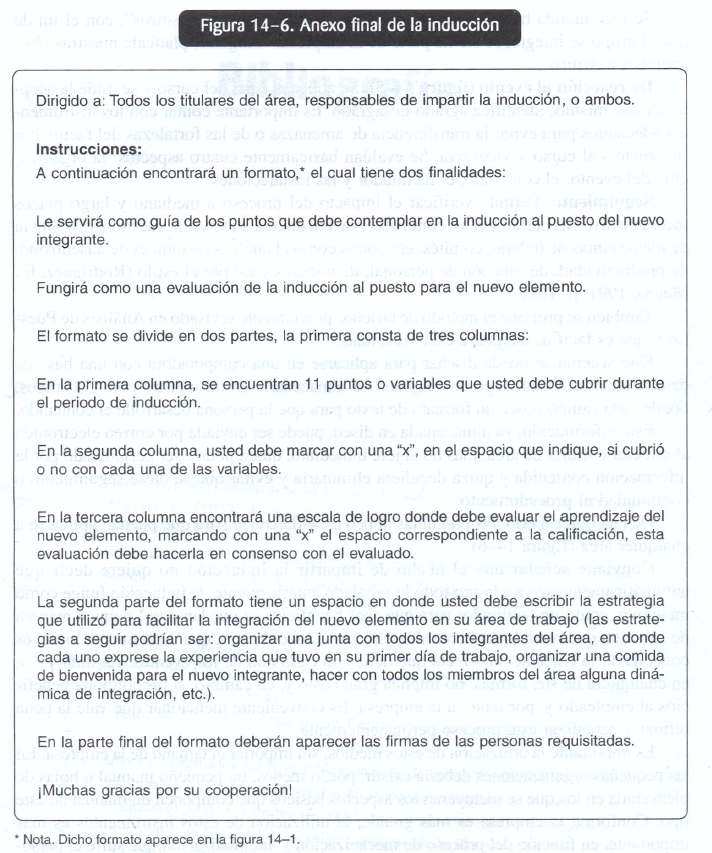 Figura 14–6. Anexo final de la inducción
Dirigido a: Todos los titulares del área, responsables de impartir la inducción, o ambos.
Instrucciones:
A continuación encontrará un formato,* el cual tiene dos finalidades:
Le servirá como guía de los puntos que debe contemplar en la inducción al puesto del nuevo
integrante.
Fungirá como una evaluación de la inducción al puesto para el nuevo elemento.
El formato se divide en dos partes, la primera consta de tres columnas:
En la primera columna, se encuentran 11 puntos o variables que usted debe cubrir durante
el periodo de inducción.
En la segunda columna, usted debe marcar con una “x”, en el espacio que indique, si cubrió
o no con cada una de las variables.
En la tercera columna encontrará una escala de logro donde debe evaluar el aprendizaje del
nuevo elemento, marcando con una “x” el espacio correspondiente a la calificación, esta
evaluación debe hacerla en consenso con el evaluado.
La segunda parte del formato tiene un espacio en donde usted debe escribir la estrategia
que utilizó para facilitar la integración del nuevo elemento en su área de trabajo (las estrate-
gias a seguir podrían ser: organizar una junta con todos los integrantes del área, en donde
cada uno exprese la experiencia que tuvo en su primer día de trabajo, organizar una comida
de bienvenida para el nuevo integrante, hacer con todos los miembros del área alguna diná-
mica de integración, etc.).
En la parte final del formato deberán aparecer las firmas de las personas requisitadas.
¡Muchas gracias por su cooperación!
* Nota. Dicho formato aparece en la figura 14–1.